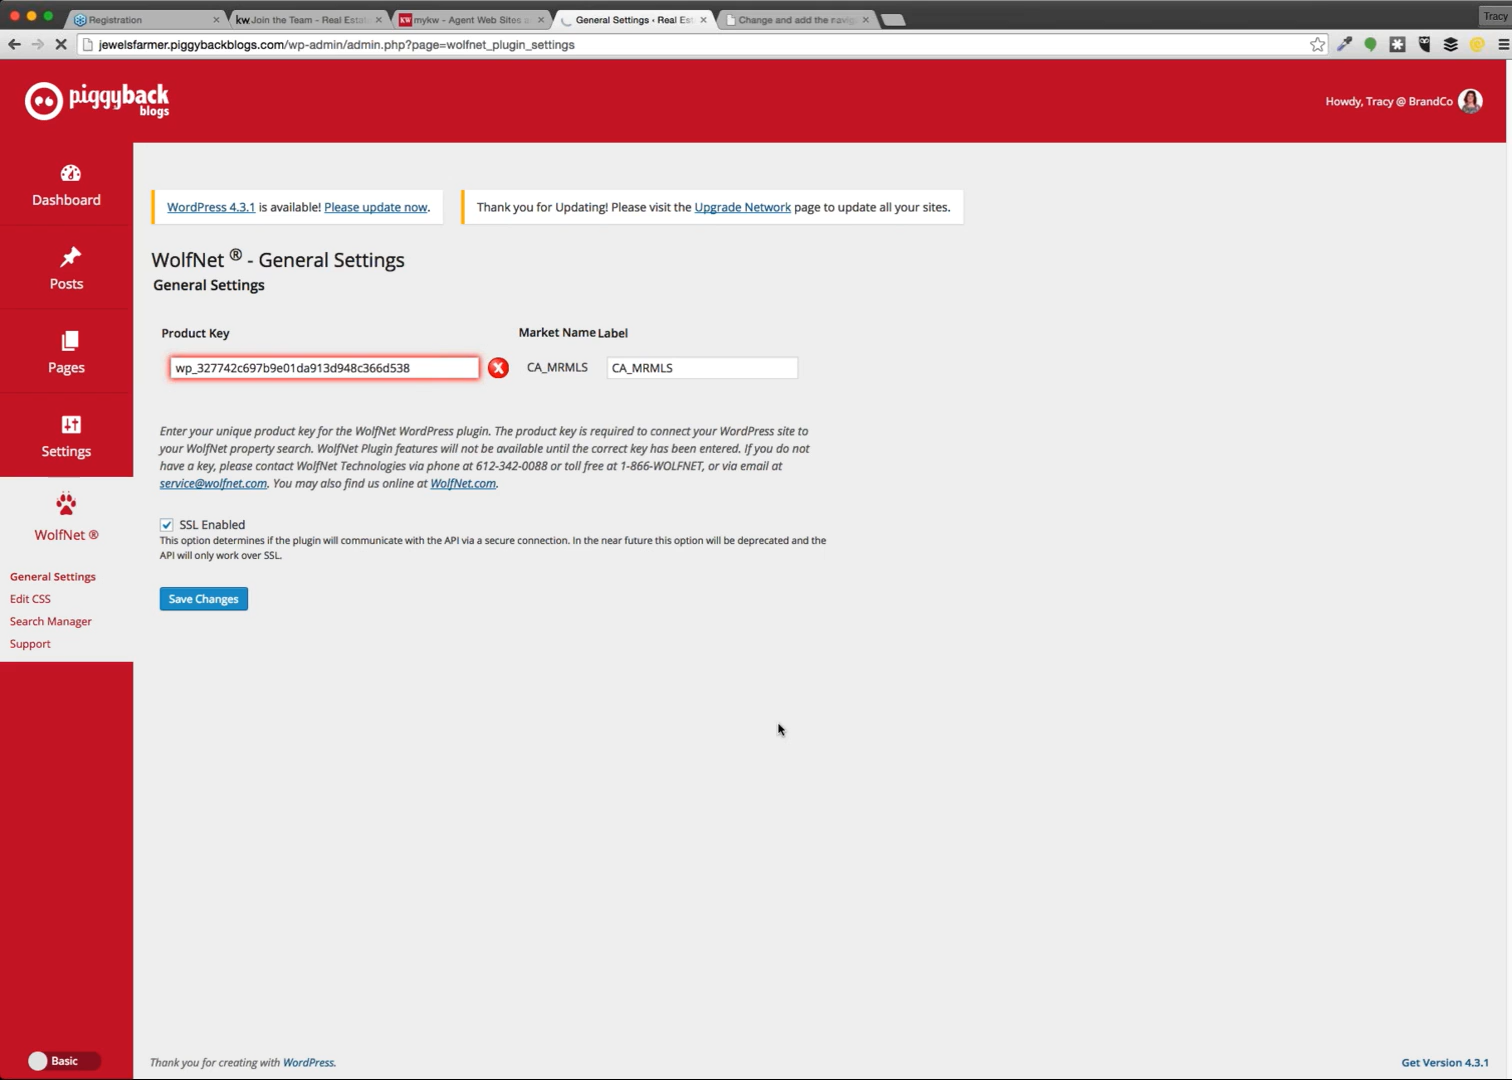 Registration
kw Join the Team - Real Estat
KW mykw - Agent Web Sites a
General Settings ‹ Real Est
Change and add the navig
Tracy
jewelsfarmer.piggybackblogs.com/wp-admin/admin.php?page=wolfnet_plugin_settings
piggyback
blogs
Howdy, Tracy @ BrandCo
Dashboard
Posts
Pages
Settings
WolfNet ®
General Settings
Edit CSS
Search Manager
Support
Basic
WordPress 4.3.1 is available! Please update now.
Thank you for Updating! Please visit the Upgrade Network page to update all your sites.
WolfNet ® - General Settings
General Settings
Product Key
Market Name Label
wp_327742c697b9e01da913d948c366d538
CA_MRMLS
CA_MRMLS
Enter your unique product key for the WolfNet WordPress plugin. The product key is required to connect your WordPress site to
your WolfNet property search. WolfNet Plugin features will not be available until the correct key has been entered. If you do not
have a key, please contact WolfNet Technologies via phone at 612-342-0088 or toll free at 1-866-WOLFNET, or via email at
service@wolfnet.com. You may also find us online at WolfNet.com.
SSL Enabled
This option determines if the plugin will communicate with the API via a secure connection. In the near future this option will be deprecated and the
API will only work over SSL.
Save Changes
Thank you for creating with WordPress.
Get Version 4.3.1